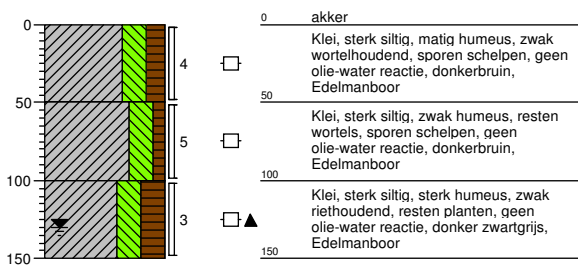 0
50
100
150
4
5
3
0 akker
Klei, sterk siltig, matig humeus, zwak
wortelhoudend, sporen schelpen, geen
olie-water reactie, donkerbruin,
Edelmanboor
50
Klei, sterk siltig, zwak humeus, resten
wortels, sporen schelpen, geen
olie-water reactie, donkerbruin,
Edelmanboor
100
Klei, sterk siltig, sterk humeus, zwak
riethoudend, resten planten, geen
olie-water reactie, donker zwartgrijs,
Edelmanboor
150